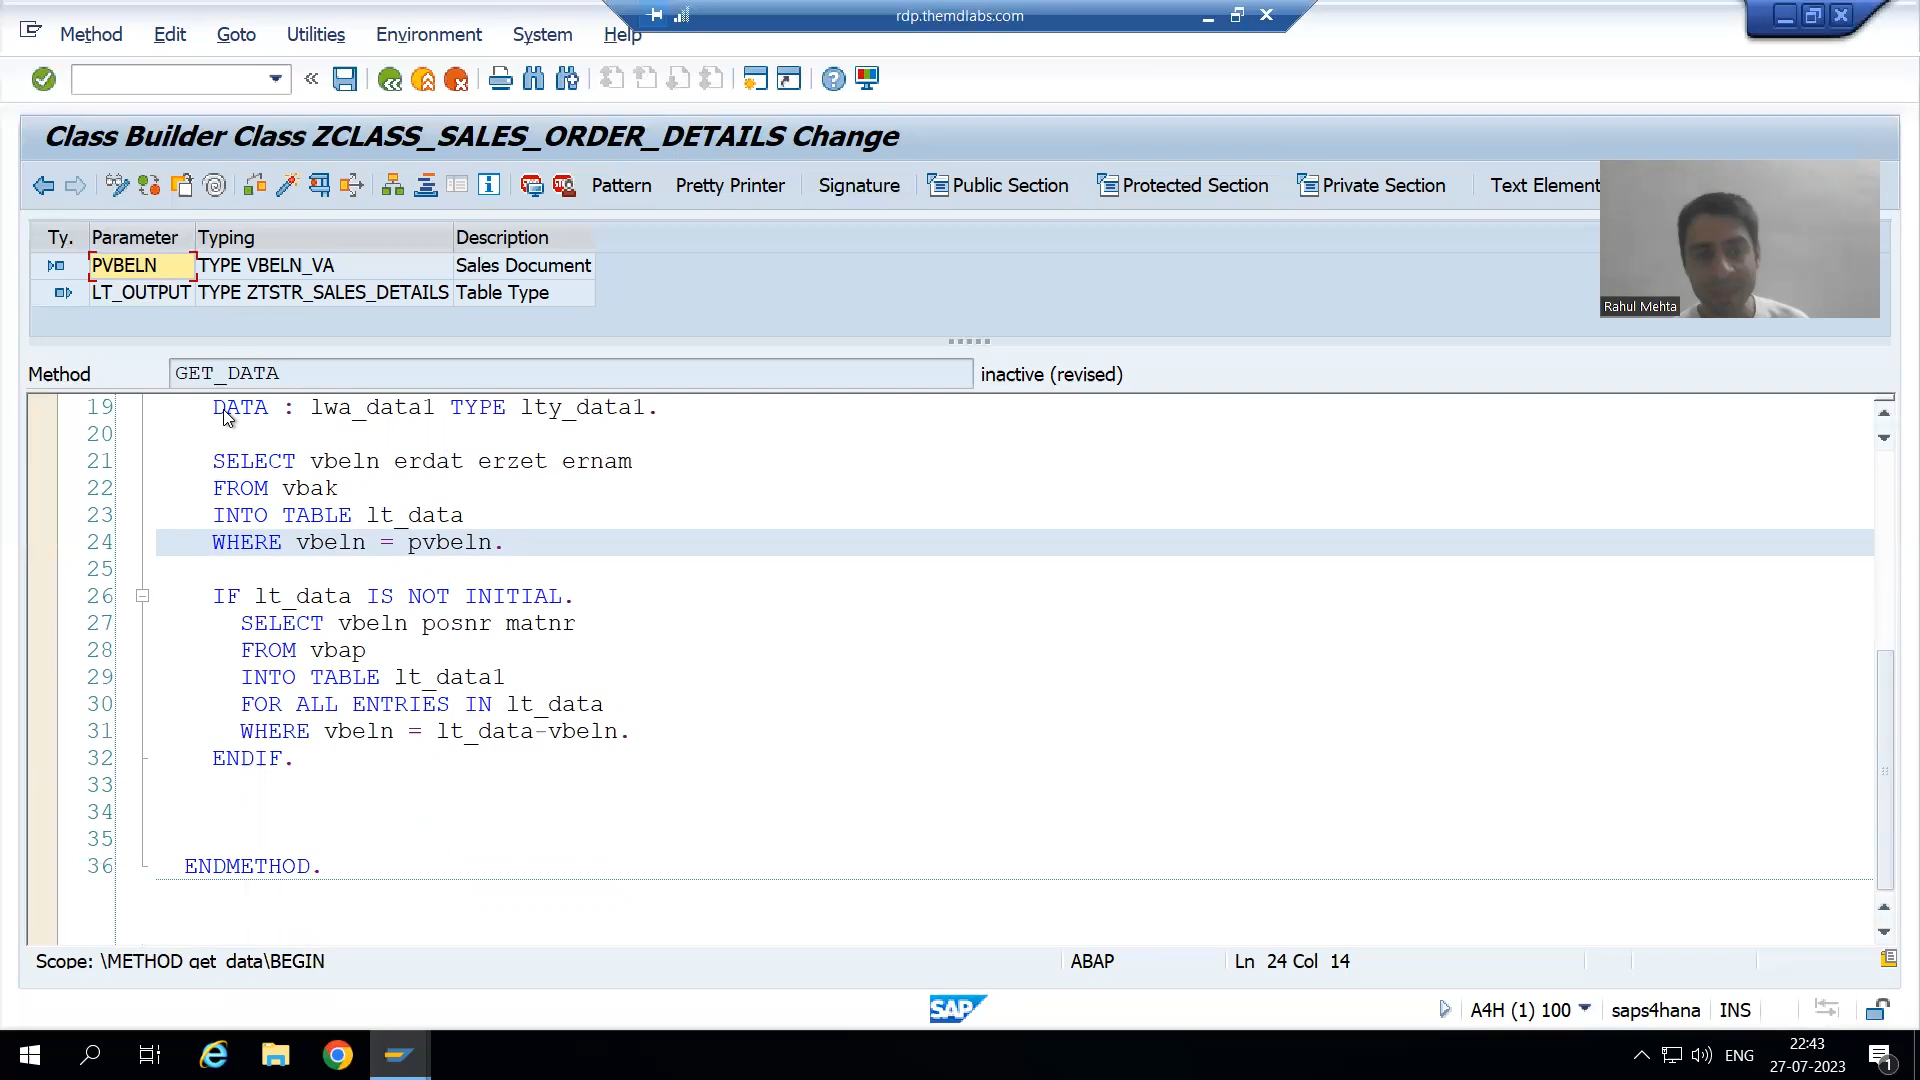 rdp.themdlabs.com
Method Edit Goto Utilities Environment System Help
Class Builder Class ZCLASS_SALES_ORDER_DETAILS Change
Pattern Pretty Printer Signature Public Section Protected Section Private Section Text Element
Ty. Parameter Typing Description
PVBELN TYPE VBELN_VA Sales Document
LT_OUTPUT TYPE ZTSTR_SALES_DETAILS Table Type
Rahul Mehta
Method GET_DATA inactive (revised)
19 DATA : lwa_data1 TYPE lty_data1.
20
21 SELECT vbeln erdat erzet ernam
22 FROM vbak
23 INTO TABLE lt_data
24 WHERE vbeln = pvbeln.
25
26 IF lt_data IS NOT INITIAL.
27 SELECT vbeln posnr matnr
28 FROM vbap
29 INTO TABLE lt_data1
30 FOR ALL ENTRIES IN lt_data
31 WHERE vbeln = lt_data-vbeln.
32 ENDIF.
33
34
35
36 ENDMETHOD.
Scope: \METHOD get_data\BEGIN ABAP Ln 24 Col 14
SAP A4H (1) 100 saps4hana INS
ENG 22:43
27-07-2023 1